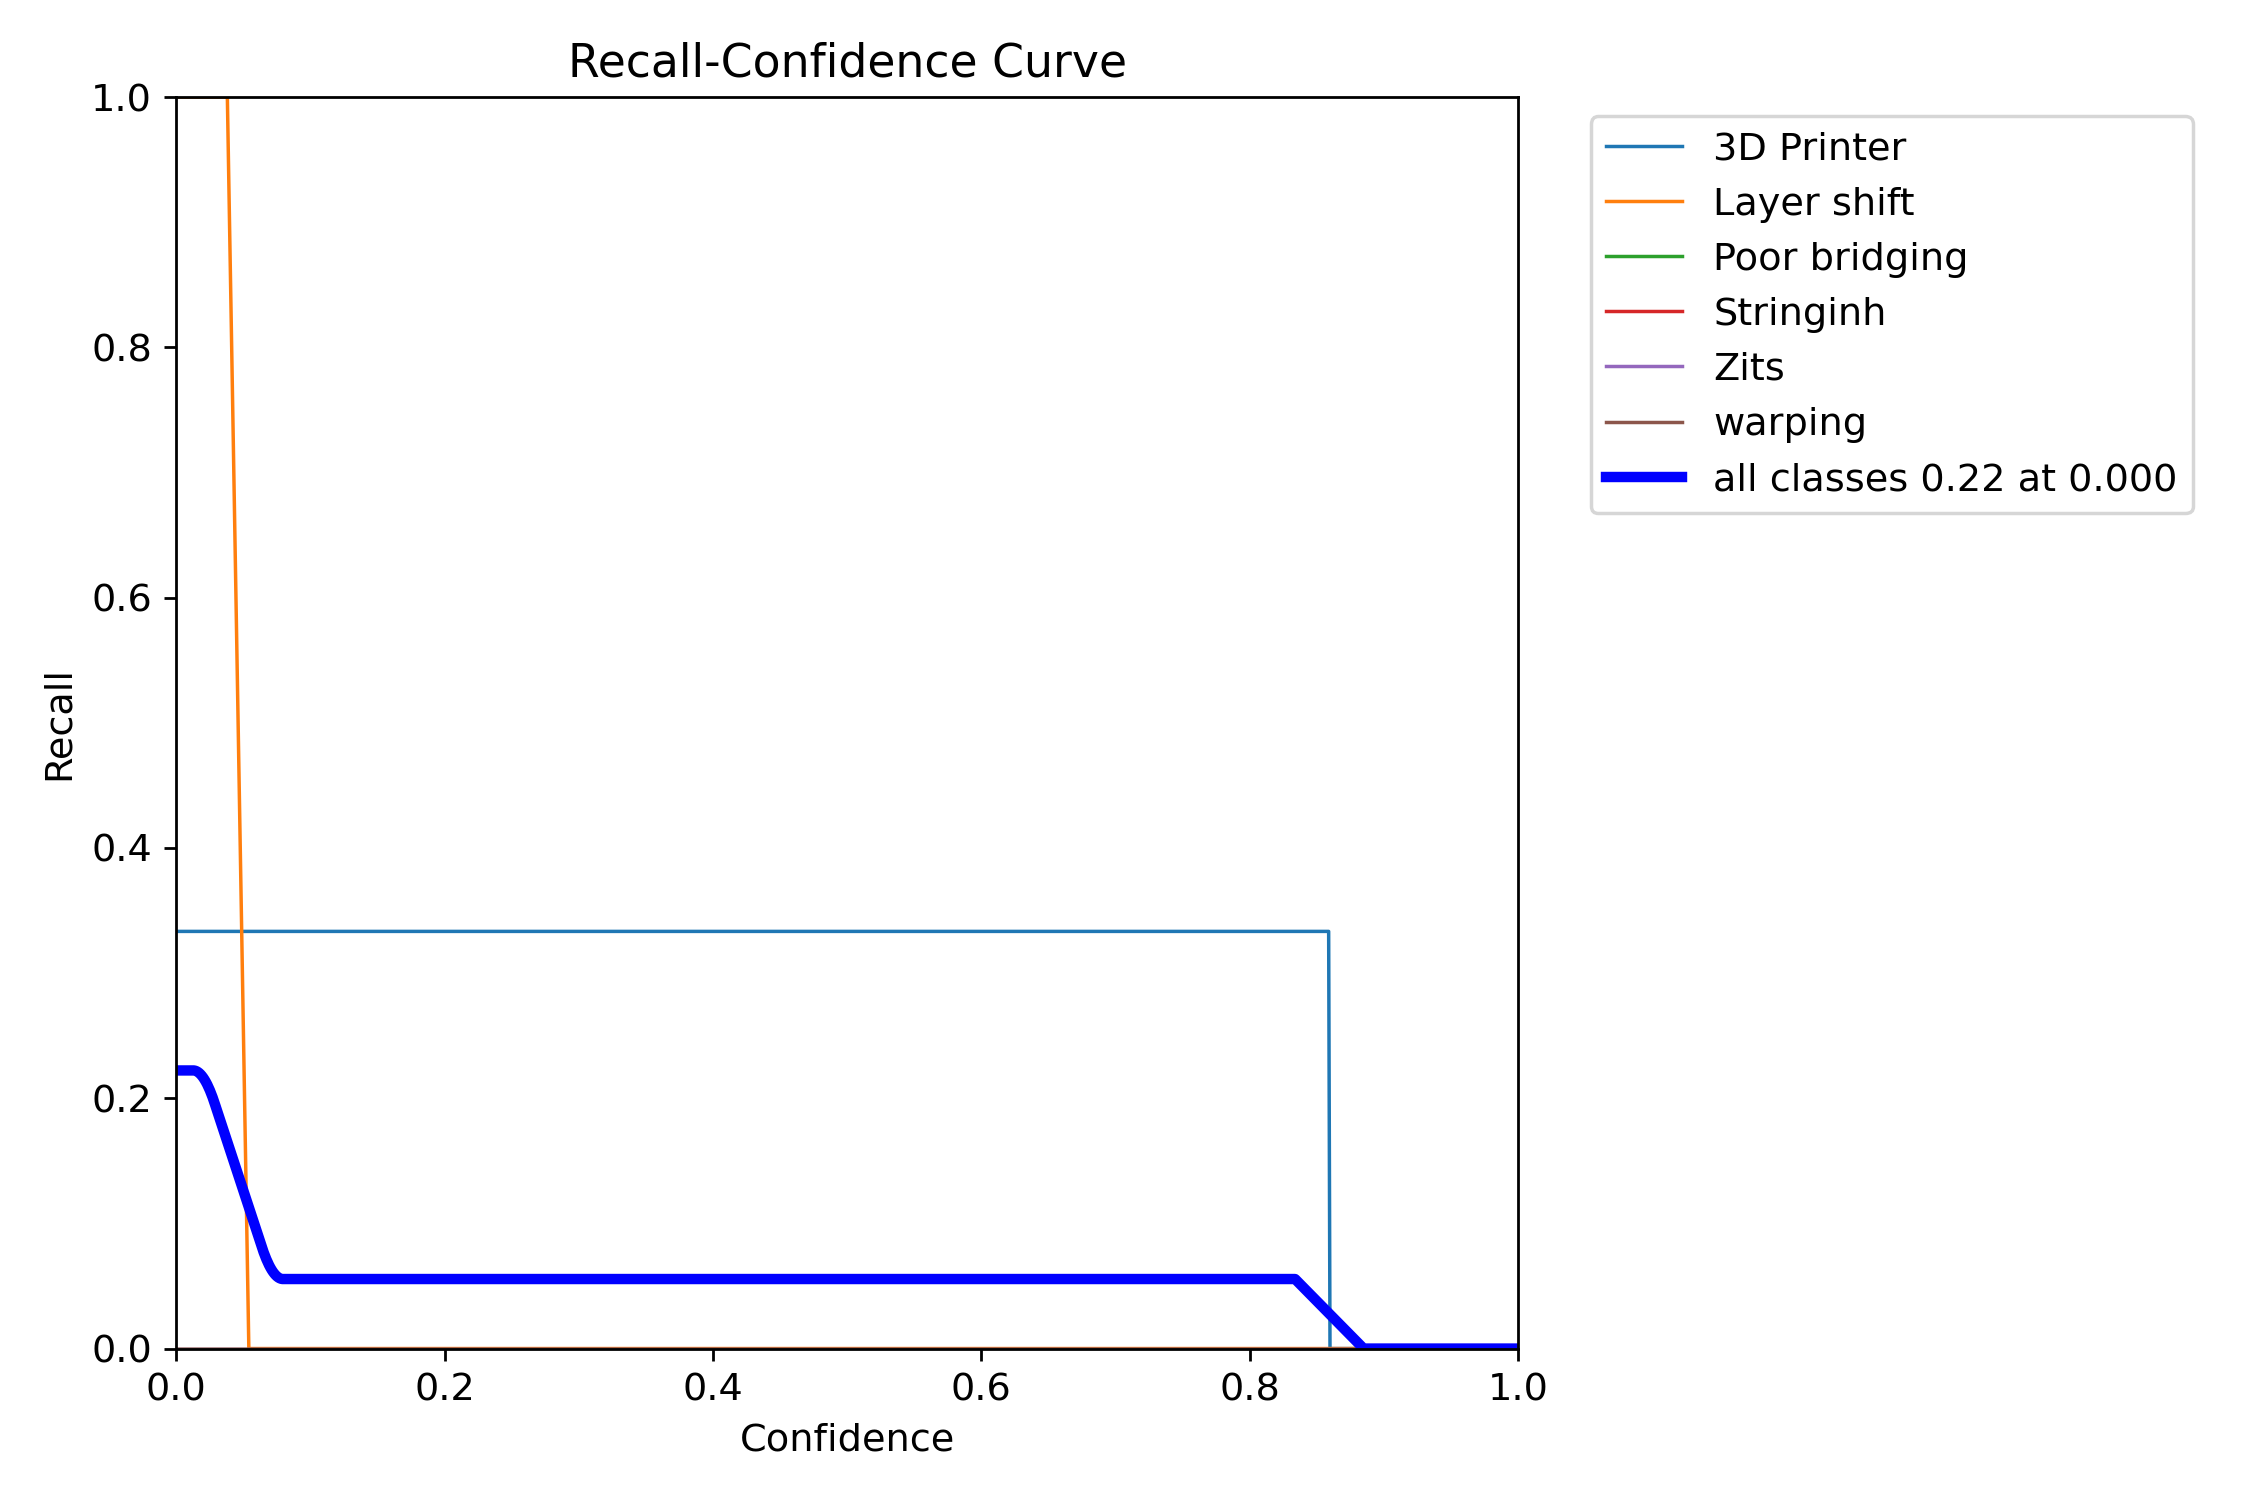 Recall-Confidence Curve
1.0
0.8
0.6
0.4
0.2
0.0
Recall
0.0 0.2 0.4 0.6 0.8 1.0
Confidence
3D Printer
Layer shift
Poor bridging
Stringinh
Zits
warping
all classes 0.22 at 0.000